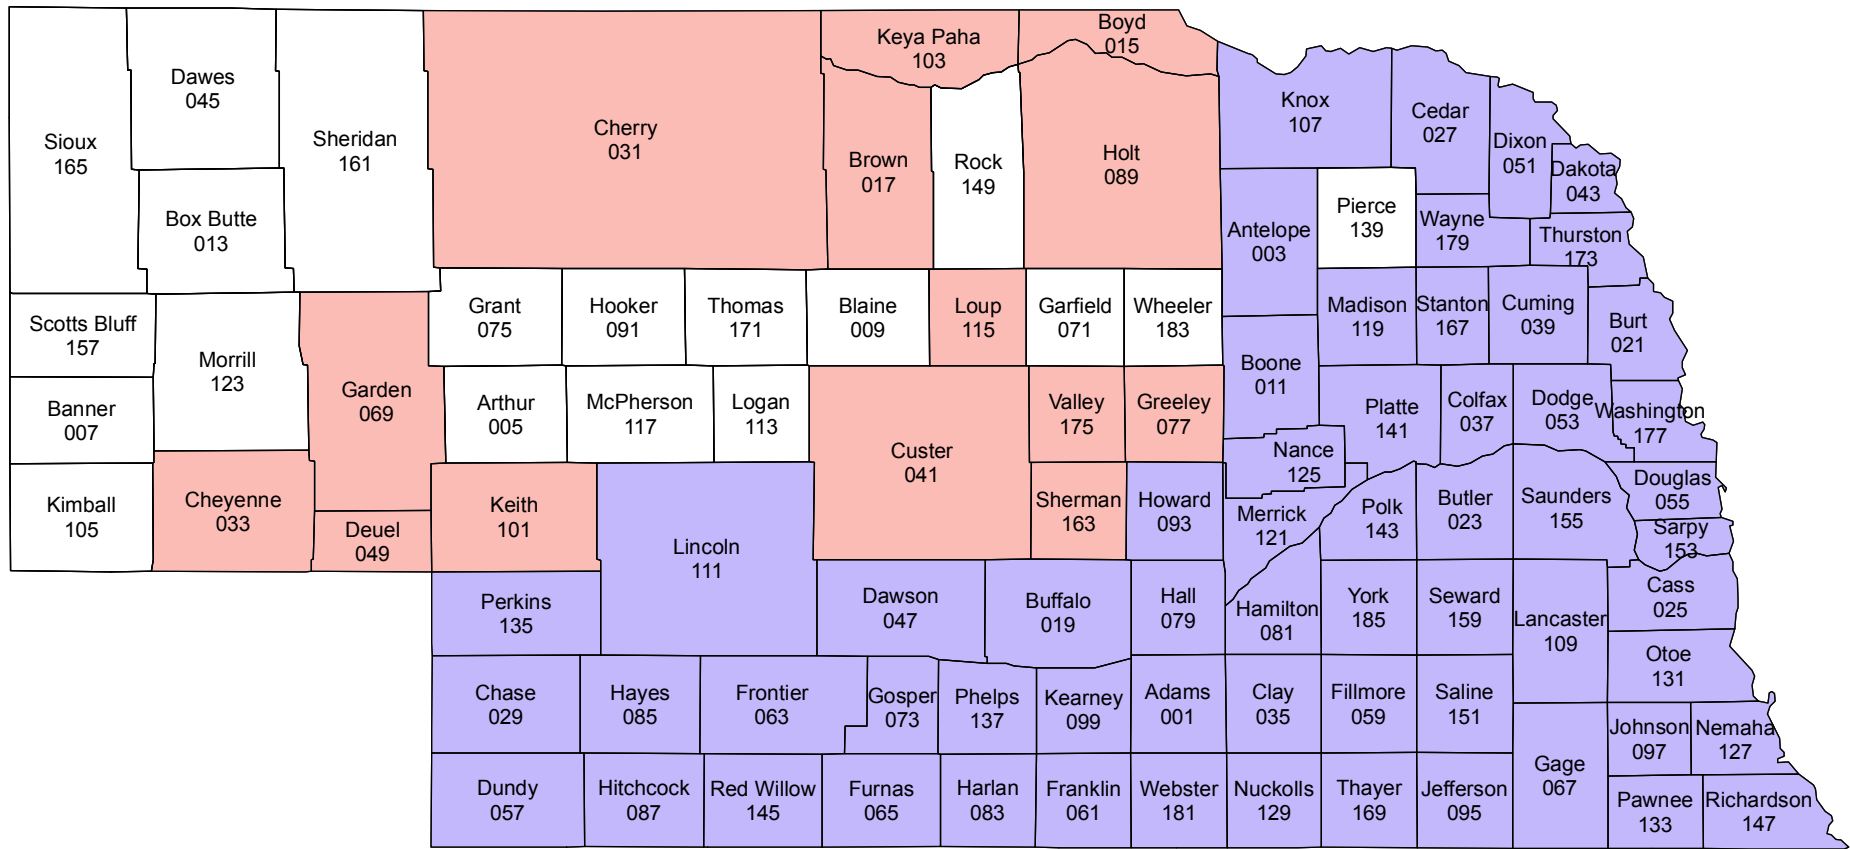 Boyd
015
Keya Paha
103
Dawes
045
Sioux
165
Sheridan
161
Cherry
031
Brown
017
Rock
149
Holt
089
Knox
107
Cedar
027
Dixon
051
Dakota
043
Box Butte
013
Antelope
003
Pierce
139
Wayne
179
Thurston
173
Scotts Bluff
157
Morrill
123
Garden
069
Grant
075
Hooker
091
Thomas
171
Blaine
009
Loup
115
Garfield
071
Wheeler
183
Madison
119
Stanton
167
Cuming
039
Burt
021
Banner
007
Arthur
005
McPherson
117
Logan
113
Custer
041
Valley
175
Greeley
077
Boone
011
Platte
141
Colfax
037
Dodge
053
Washington
177
Nance
125
Kimball
105
Cheyenne
033
Deuel
049
Keith
101
Lincoln
111
Sherman
163
Howard
093
Merrick
121
Polk
143
Butler
023
Saunders
155
Douglas
055
Sarpy
153
Perkins
135
Dawson
047
Buffalo
019
Hall
079
Hamilton
081
York
185
Seward
159
Lancaster
109
Cass
025
Otoe
131
Chase
029
Hayes
085
Frontier
063
Gosper
073
Phelps
137
Kearney
099
Adams
001
Clay
035
Fillmore
059
Saline
151
Johnson
097
Nemaha
127
Dundy
057
Hitchcock
087
Red Willow
145
Furnas
065
Harlan
083
Franklin
061
Webster
181
Nuckolls
129
Thayer
169
Jefferson
095
Gage
067
Pawnee
133
Richardson
147